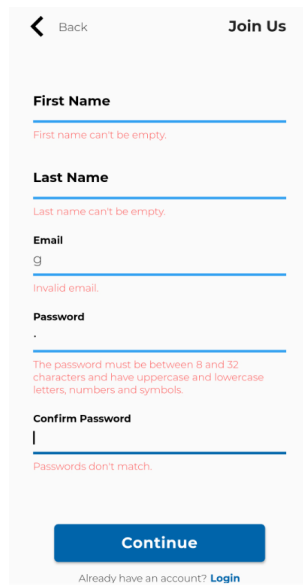 Back
Join Us
First Name
First name can't be empty.
Last Name
Last name can't be empty.
Email
g
Invalid email.
Password
·
The password must be between 8 and 32
characters and have uppercase and lowercase
letters, numbers and symbols.
Confirm Password
Passwords don't match.
Continue
Already have an account? Login